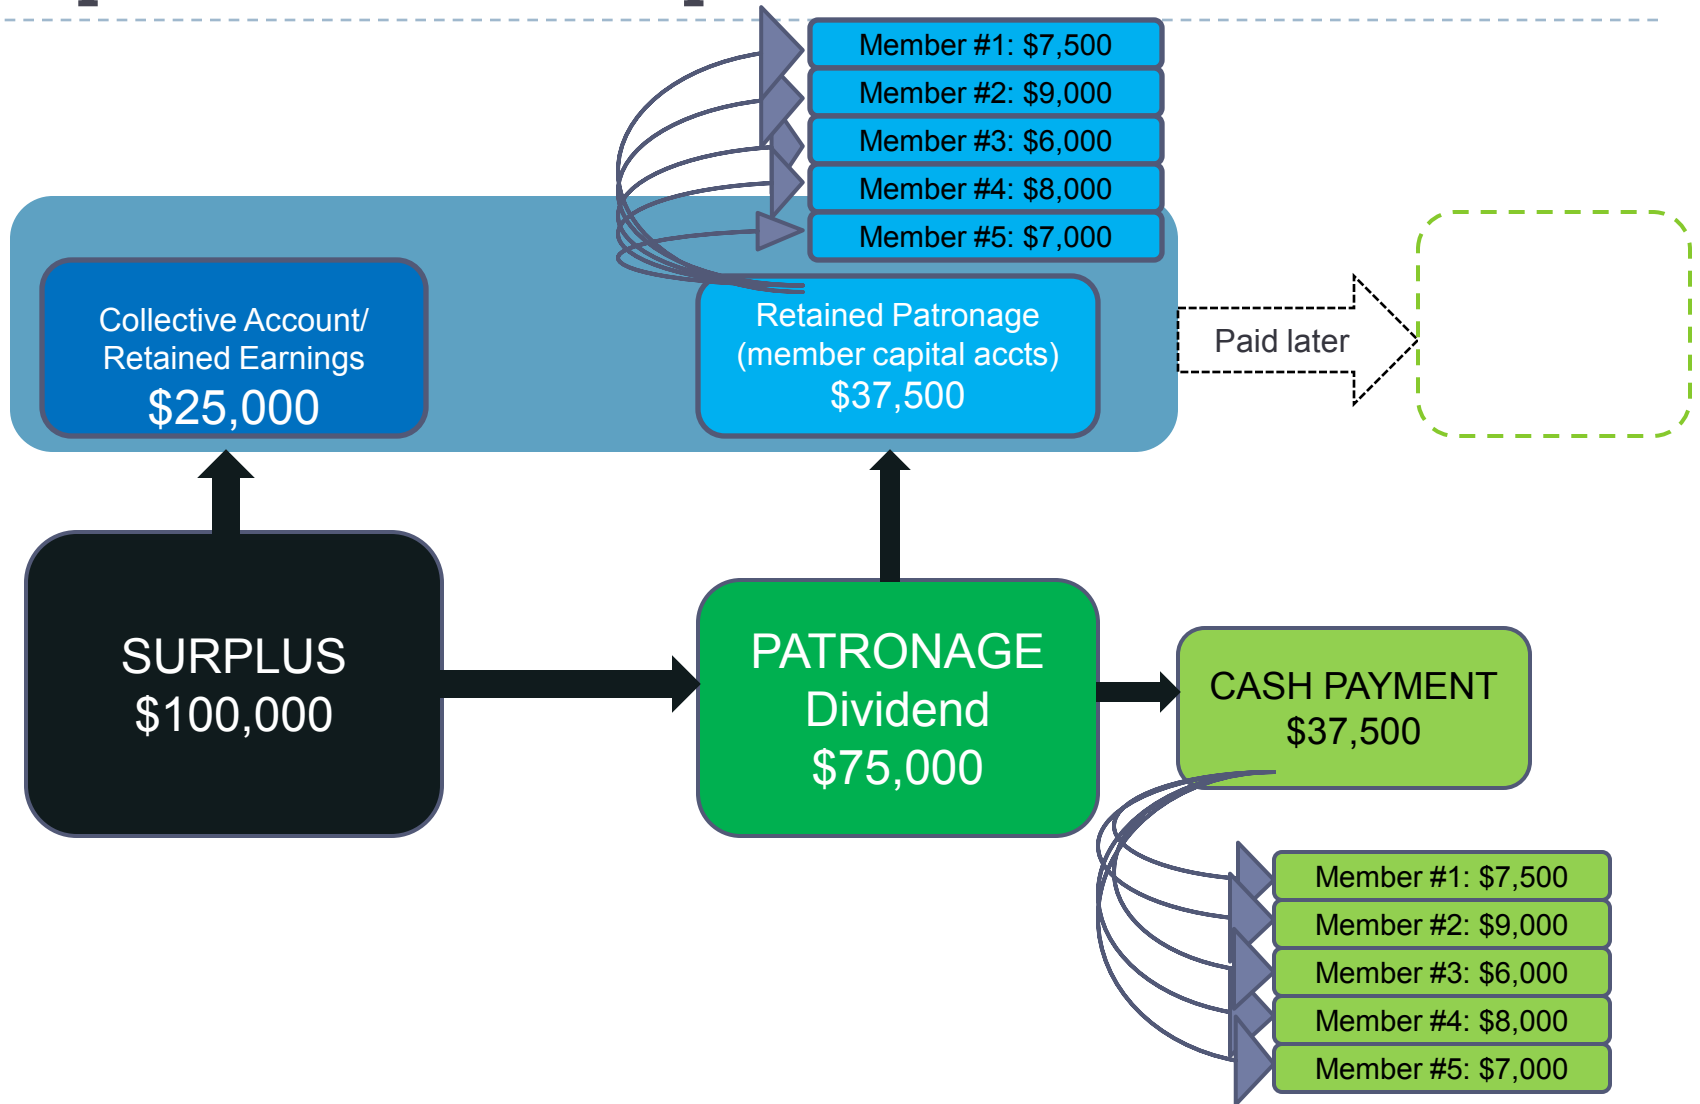 Member #1: $7,500
Member #2: $9,000
Member #3: $6,000
Member #4: $8,000
Member #5: $7,000
Collective Account/
Retained Earnings
$25,000
Retained Patronage
(member capital accts)
$37,500
Paid later
SURPLUS
$100,000
PATRONAGE
Dividend
$75,000
CASH PAYMENT
$37,500
Member #1: $7,500
Member #2: $9,000
Member #3: $6,000
Member #4: $8,000
Member #5: $7,000